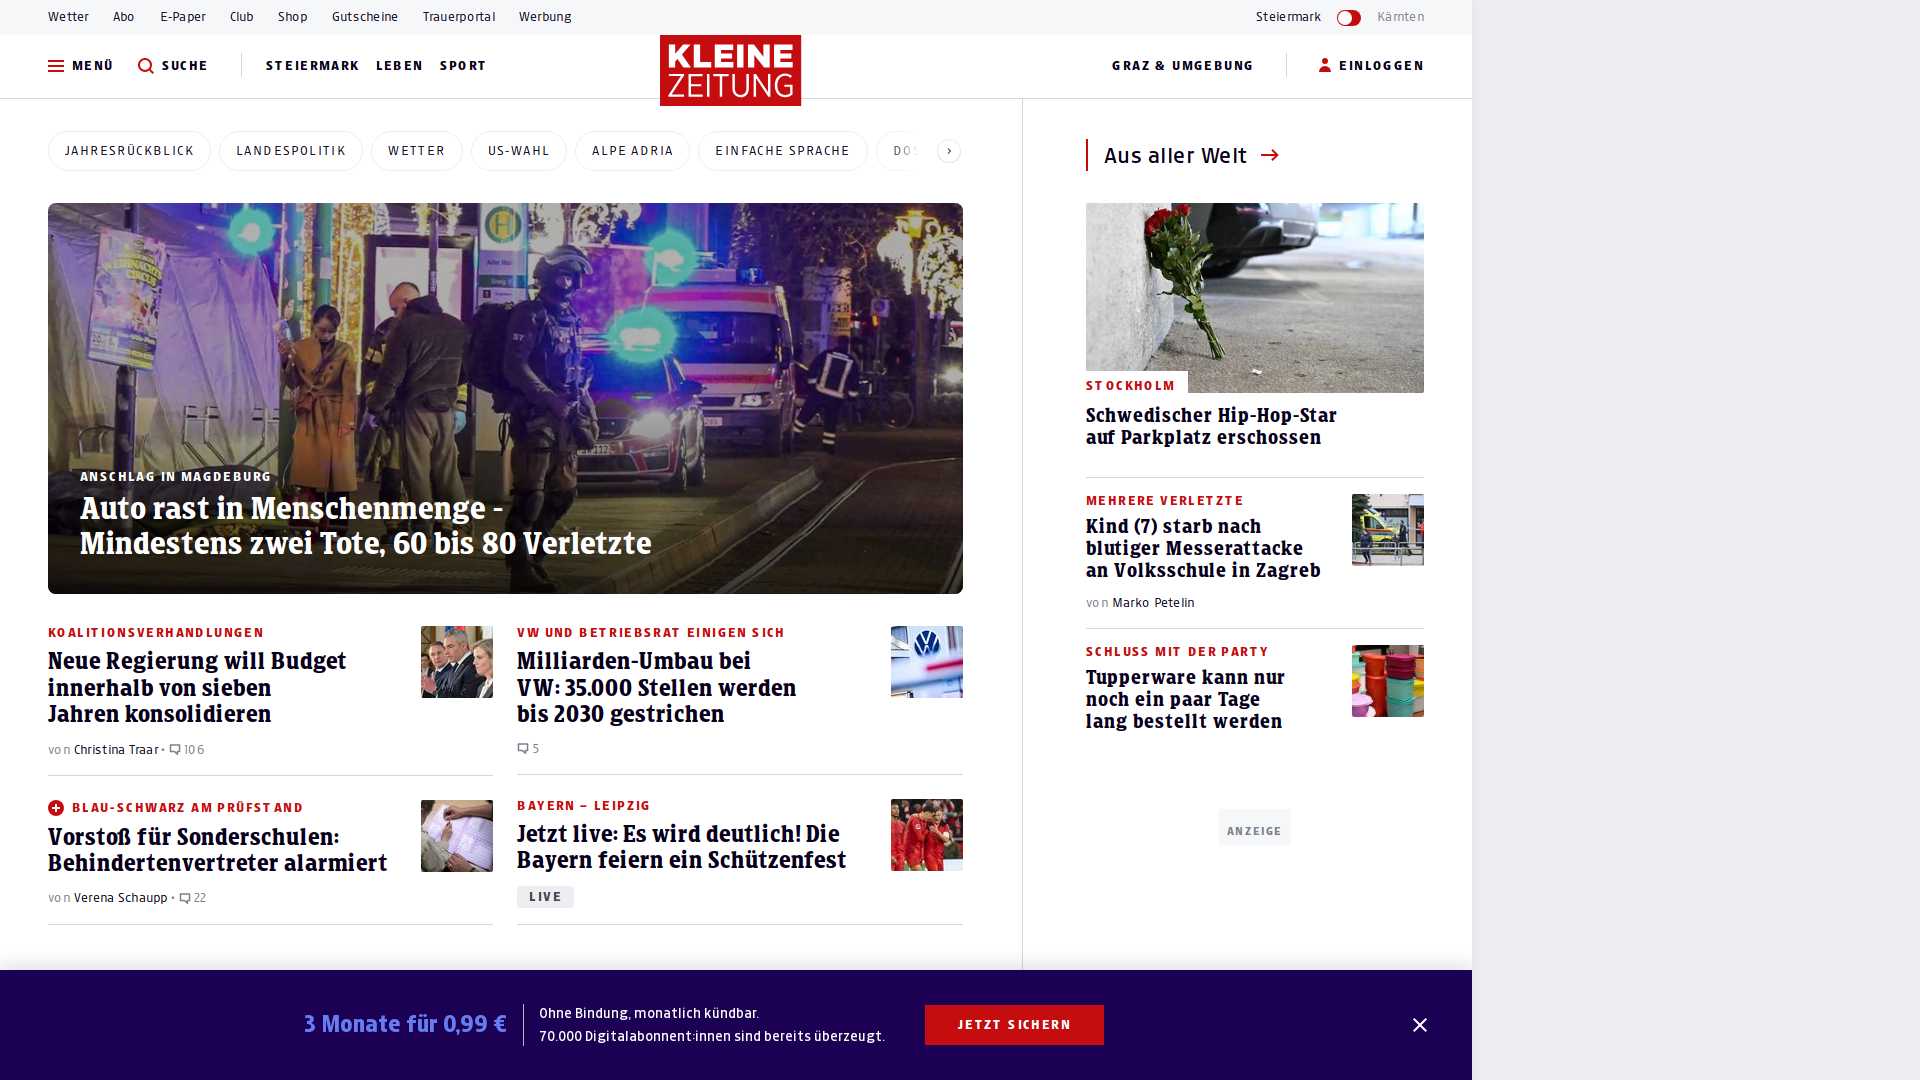 Wetter Abo E-Paper Club Shop Gutscheine Trauerportal Werbung Steiermark Kärnten
MENÜ SUCHE STEIERMARK LEBEN SPORT
KLEINE
ZEITUNG
GRAZ & UMGEBUNG EINLOGGEN
JAHRESRÜCKBLICK LANDESPOLITIK WETTER US-WAHL ALPE ADRIA EINFACHE SPRACHE
ANSCHLAG IN MAGDEBURG
Auto rast in Menschenmenge -
Mindestens zwei Tote, 60 bis 80 Verletzte
KOALITIONSVERHANDLUNGEN
Neue Regierung will Budget
innerhalb von sieben
Jahren konsolidieren
von Christina Traar • 106
VW UND BETRIEBSRAT EINIGEN SICH
Milliarden-Umbau bei
VW: 35.000 Stellen werden
bis 2030 gestrichen
5
BLAU-SCHWARZ AM PRÜFSTAND
Vorstoß für Sonderschulen:
Behindertenvertreter alarmiert
von Verena Schaupp • 22
BAYERN – LEIPZIG
Jetzt live: Es wird deutlich! Die
Bayern feiern ein Schützenfest
LIVE
Aus aller Welt
STOCKHOLM
Schwedischer Hip-Hop-Star
auf Parkplatz erschossen
MEHRERE VERLETZTE
Kind (7) starb nach
blutiger Messerattacke
an Volksschule in Zagreb
von Marko Petelin
SCHLUSS MIT DER PARTY
Tupperware kann nur
noch ein paar Tage
lang bestellt werden
ANZEIGE
3 Monate für 0,99 €
Ohne Bindung, monatlich kündbar.
70.000 Digitalabonnent:innen sind bereits überzeugt.
JETZT SICHERN